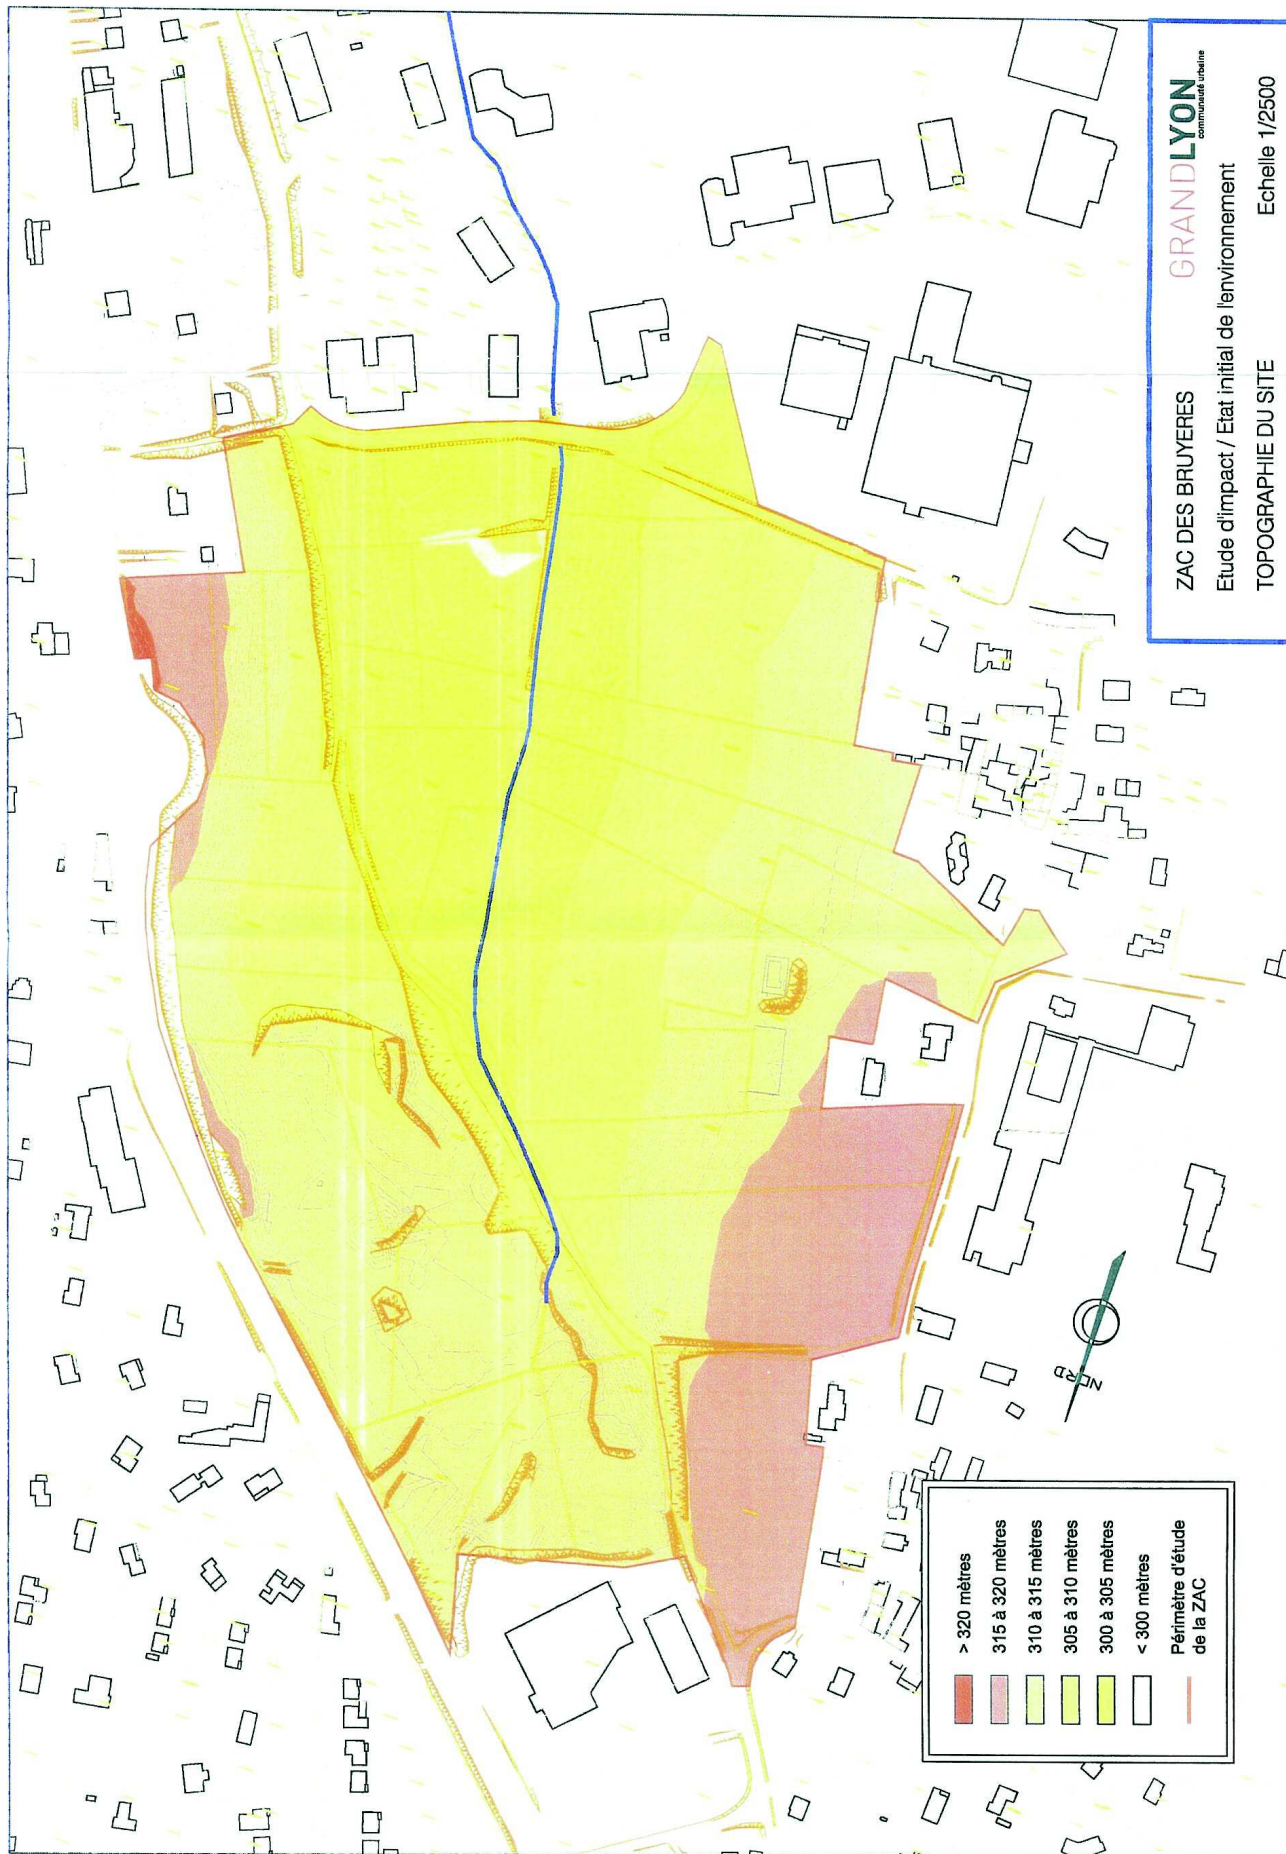 ZAC DES BRUYERES
GRANDLYON
communauté urbaine
Etude d'impact / Etat initial de l'environnement
TOPOGRAPHIE DU SITE
Echelle 1/2500
NORD
> 320 mètres
315 à 320 mètres
310 à 315 mètres
305 à 310 mètres
300 à 305 mètres
< 300 mètres
Périmètre d'étude
de la ZAC